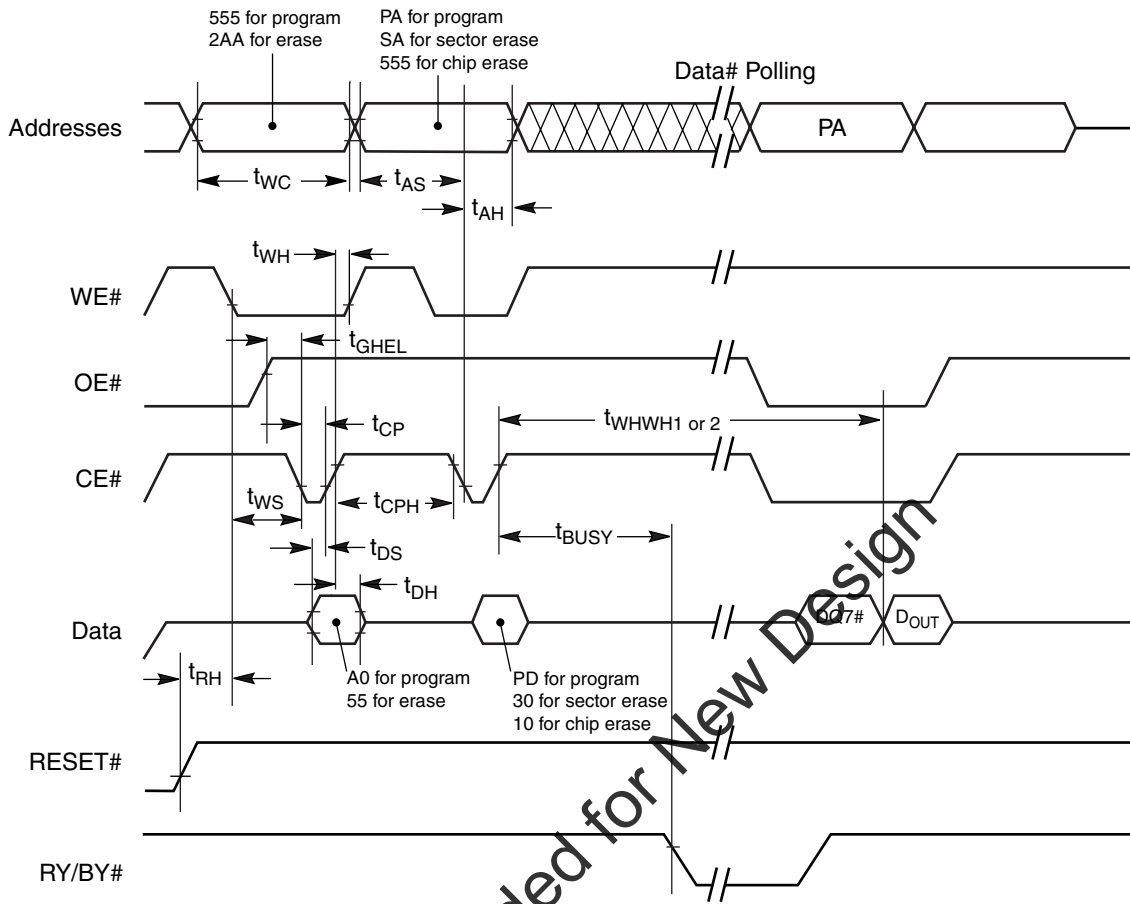 555 for program
2AA for erase
PA for program
SA for sector erase
555 for chip erase
Data# Polling
Addresses
PA
tWC
tAS
tAH
tWH
WE#
tGHEL
OE#
tWHWH1 or 2
tCP
CE#
tWS
tCPH
tBUSY
tDS
tDH
Data
DQ7#
DOUT
tRH
A0 for program
55 for erase
PD for program
30 for sector erase
10 for chip erase
RESET#
RY/BY#
ded for New Design